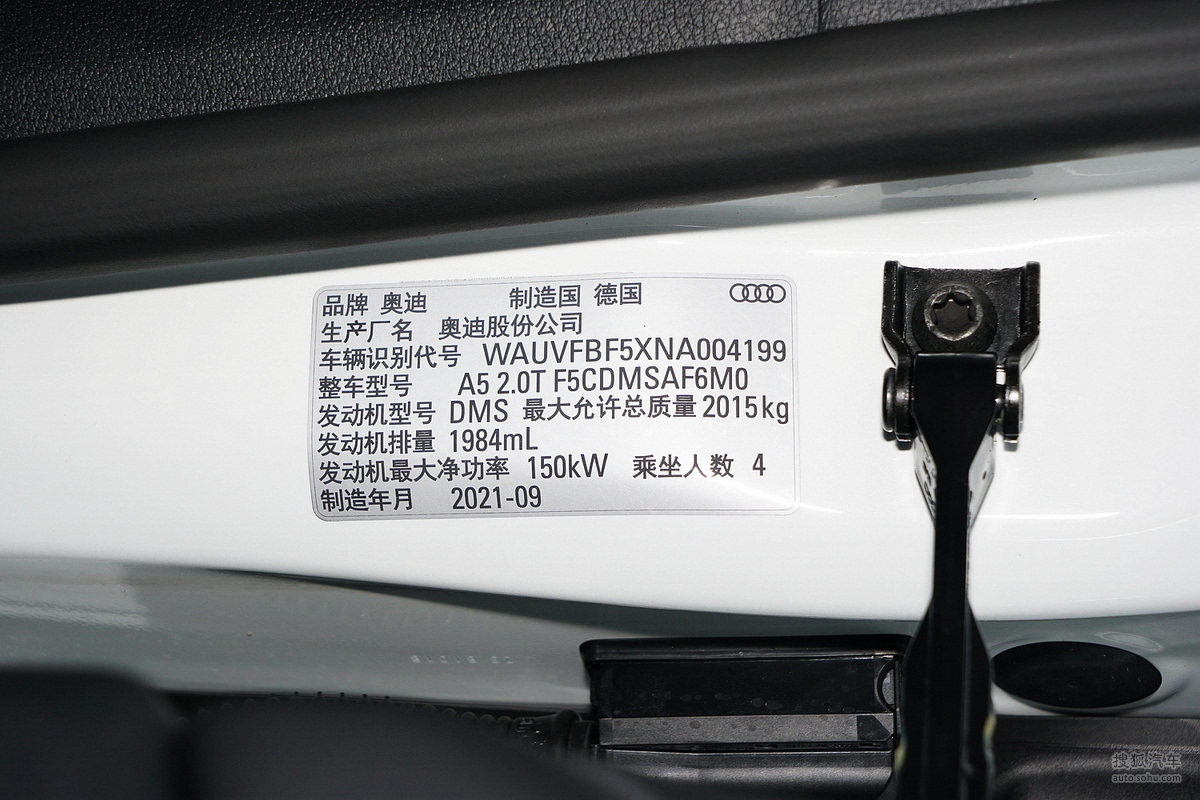 品牌 奥迪 制造国 德国
生产厂名 奥迪股份公司
车辆识别代号 WAUVFBF5XNA004199
整车型号 A5 2.0T F5CDMSAF6M0
发动机型号 DMS 最大允许总质量 2015kg
发动机排量 1984mL
发动机最大净功率 150kW 乘坐人数 4
制造年月 2021-09
搜狐汽车
auto.sohu.com